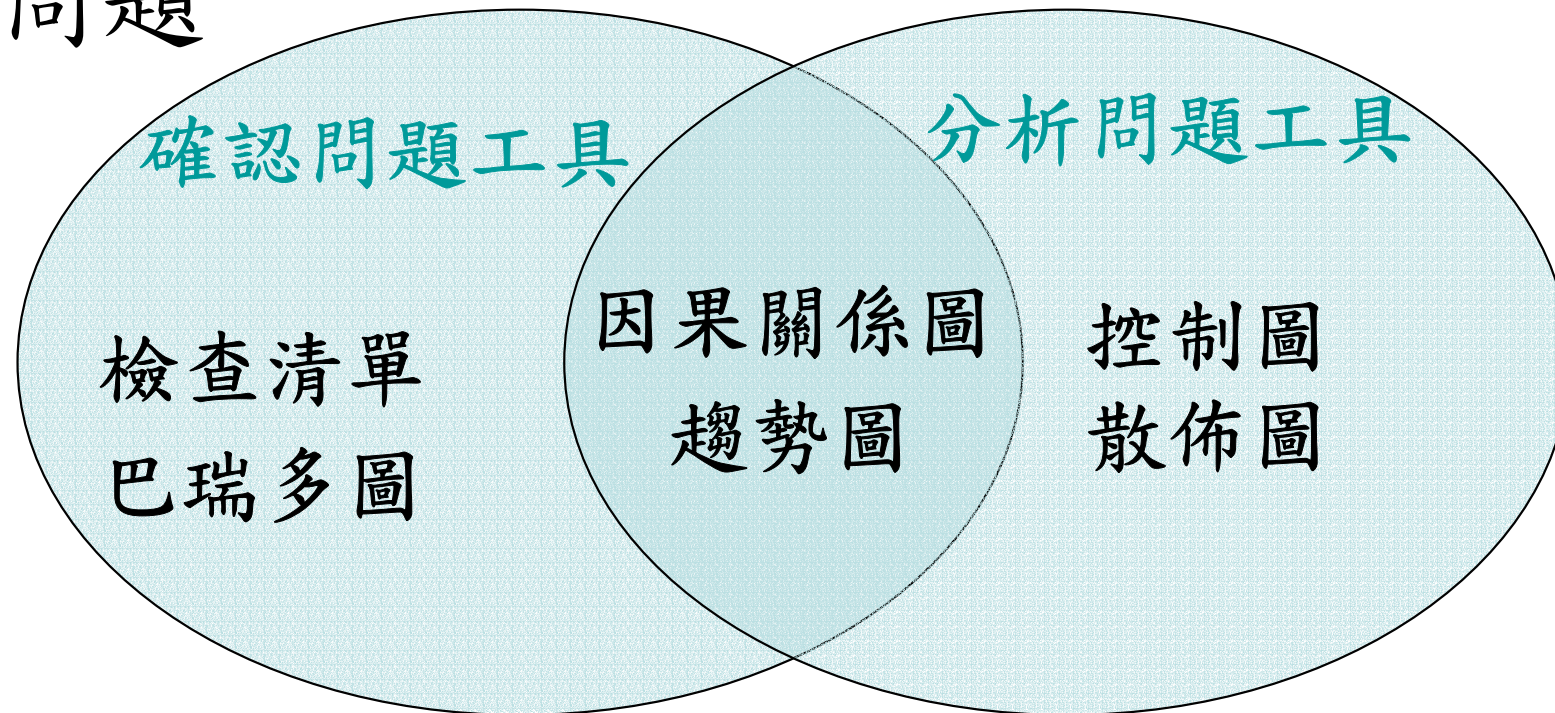 問題
確認問題工具
分析問題工具
檢查清單
巴瑞多圖
因果關係圖
趨勢圖
控制圖
散佈圖